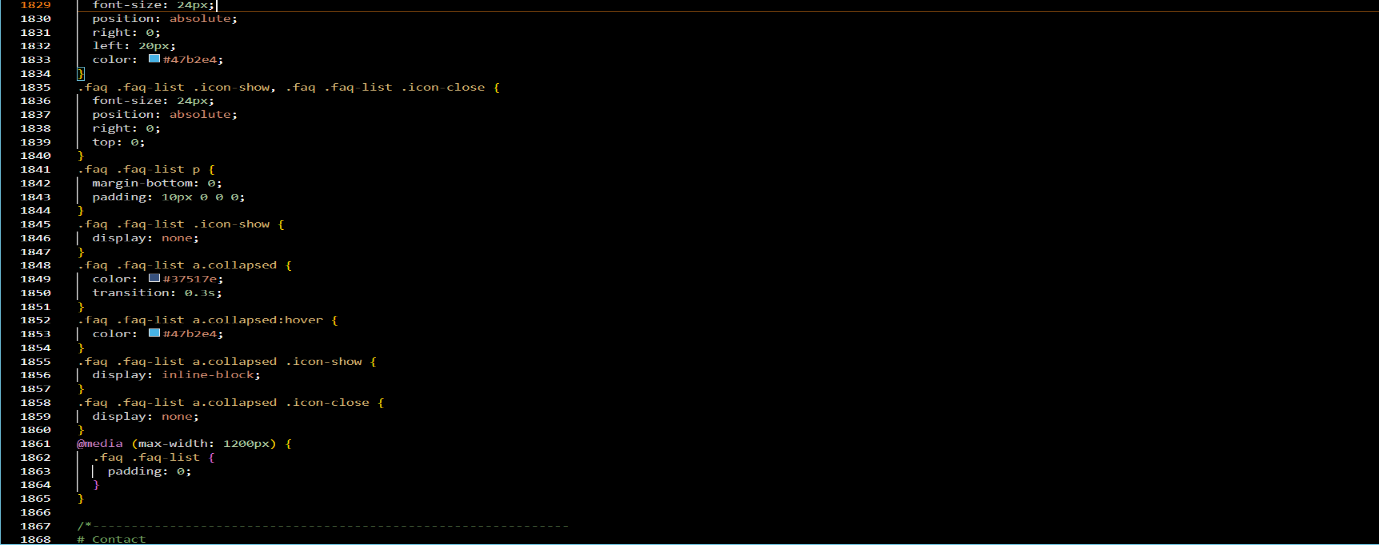 1829 font-size: 24px;
1830 position: absolute;
1831 right: 0;
1832 left: 20px;
1833 color: #47b2e4;
1834 }
1835 .faq .faq-list .icon-show, .faq .faq-list .icon-close {
1836 font-size: 24px;
1837 position: absolute;
1838 right: 0;
1839 top: 0;
1840 }
1841 .faq .faq-list p {
1842 margin-bottom: 0;
1843 padding: 10px 0 0 0;
1844 }
1845 .faq .faq-list .icon-show {
1846 display: none;
1847 }
1848 .faq .faq-list a.collapsed {
1849 color: #37517e;
1850 transition: 0.3s;
1851 }
1852 .faq .faq-list a.collapsed:hover {
1853 color: #47b2e4;
1854 }
1855 .faq .faq-list a.collapsed .icon-show {
1856 display: inline-block;
1857 }
1858 .faq .faq-list a.collapsed .icon-close {
1859 display: none;
1860 }
1861 @media (max-width: 1200px) {
1862 .faq .faq-list {
1863 padding: 0;
1864 }
1865 }
1866
1867 /*--------------------------------------------------------------
1868 # Contact